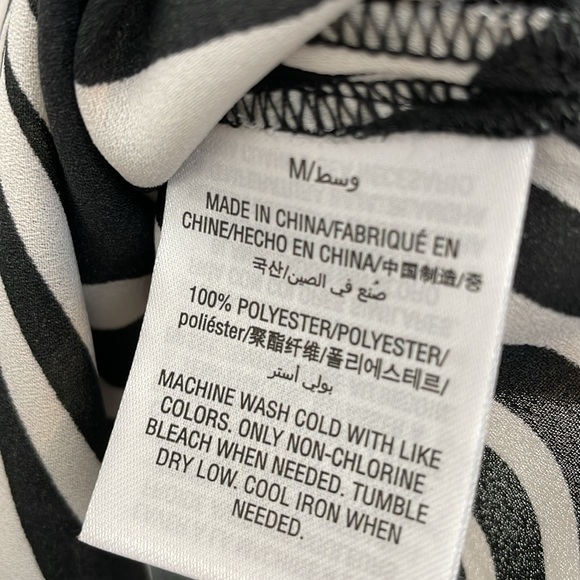 M/وسط
MADE IN CHINA/FABRIQUÉ EN
CHINE/HECHO EN CHINA/中国制造/중
국산/صُنع في الصين
100% POLYESTER/POLYESTER/
poliéster/聚酯纤维/폴리에스테르/
بولي أستر
MACHINE WASH COLD WITH LIKE
COLORS. ONLY NON-CHLORINE
BLEACH WHEN NEEDED. TUMBLE
DRY LOW. COOL IRON WHEN
NEEDED.